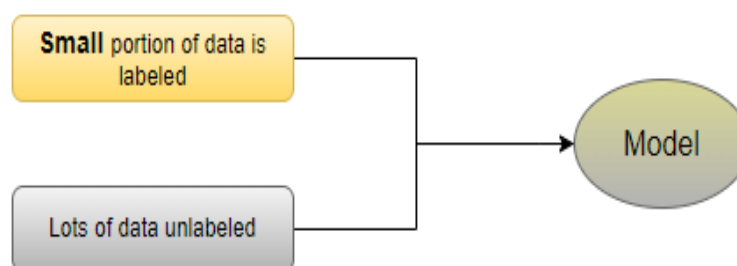 Small portion of data is
labeled
Model
Lots of data unlabeled